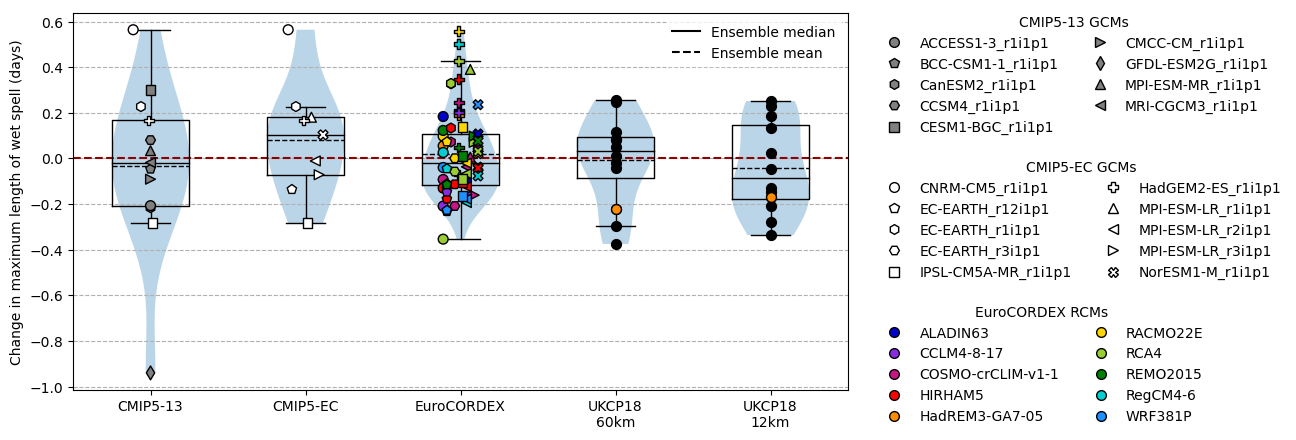 Change in maximum length of wet spell (days)
0.6
0.4
0.2
0.0
−0.2
−0.4
−0.6
−0.8
−1.0
Ensemble median
Ensemble mean
CMIP5-13
CMIP5-EC
EuroCORDEX
UKCP18
60km
UKCP18
12km
CMIP5-13 GCMs
ACCESS1-3_r1i1p1
BCC-CSM1-1_r1i1p1
CanESM2_r1i1p1
CCSM4_r1i1p1
CESM1-BGC_r1i1p1
CMCC-CM_r1i1p1
GFDL-ESM2G_r1i1p1
MPI-ESM-MR_r1i1p1
MRI-CGCM3_r1i1p1
CMIP5-EC GCMs
CNRM-CM5_r1i1p1
EC-EARTH_r12i1p1
EC-EARTH_r1i1p1
EC-EARTH_r3i1p1
IPSL-CM5A-MR_r1i1p1
HadGEM2-ES_r1i1p1
MPI-ESM-LR_r1i1p1
MPI-ESM-LR_r2i1p1
MPI-ESM-LR_r3i1p1
NorESM1-M_r1i1p1
EuroCORDEX RCMs
ALADIN63
CCLM4-8-17
COSMO-crCLIM-v1-1
HIRHAM5
HadREM3-GA7-05
RACMO22E
RCA4
REMO2015
RegCM4-6
WRF381P